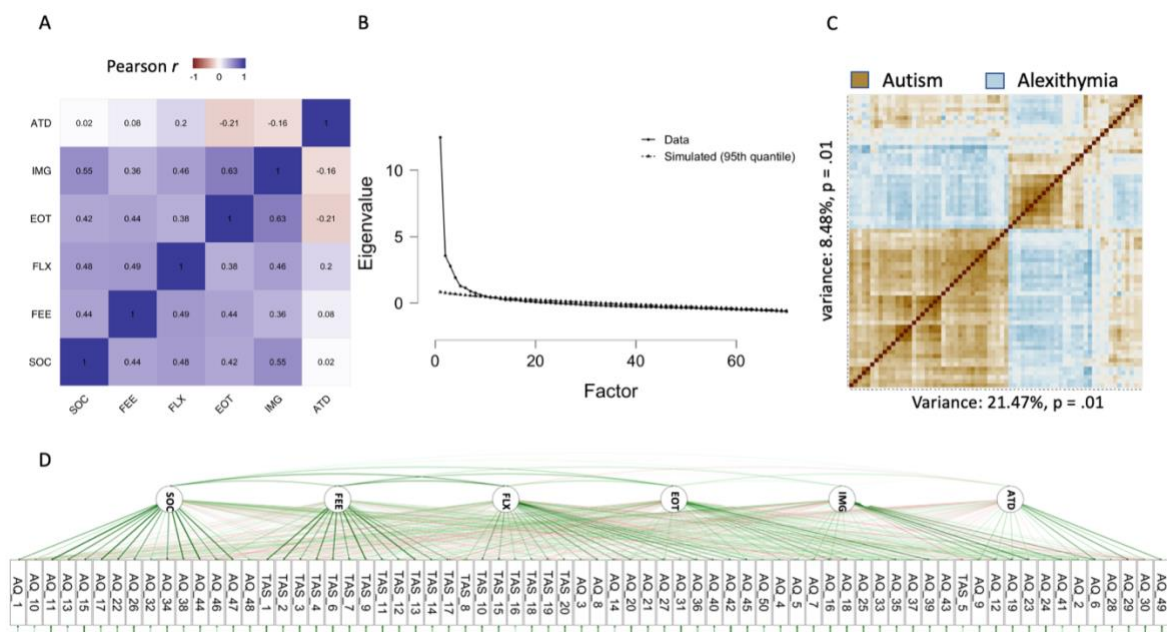 A
Pearson r
-1 0 1
ATD 0.02 0.08 0.2 -0.21 -0.16 1
IMG 0.55 0.36 0.46 0.63 1 -0.16
EOT 0.42 0.44 0.38 1 0.63 -0.21
FLX 0.48 0.49 1 0.38 0.46 0.2
FEE 0.44 1 0.49 0.44 0.36 0.08
SOC 1 0.44 0.48 0.42 0.55 0.02
SOC FEE FLX EOT IMG ATD
B
Data
Simulated (95th quantile)
Eigenvalue
10
5
0
0 20 40 60
Factor
C
Autism Alexithymia
variance: 8.48%, p = .01
Variance: 21.47%, p = .01
D
SOC FEE FLX EOT IMG ATD
AQ_1 AQ_10 AQ_11 AQ_13 AQ_15 AQ_17 AQ_22 AQ_26 AQ_32 AQ_34 AQ_38 AQ_44 AQ_46 AQ_47 AQ_48 TAS_1 TAS_2 TAS_3 TAS_4 TAS_6 TAS_7 TAS_9 TAS_11 TAS_12 TAS_13 TAS_14 TAS_17 TAS_8 TAS_10 TAS_15 TAS_16 TAS_18 TAS_19 TAS_20 AQ_3 AQ_8 AQ_14 AQ_20 AQ_21 AQ_27 AQ_31 AQ_36 AQ_40 AQ_42 AQ_45 AQ_50 AQ_4 AQ_5 AQ_7 AQ_16 AQ_18 AQ_25 AQ_33 AQ_35 AQ_37 AQ_39 AQ_43 TAS_5 AQ_9 AQ_12 AQ_19 AQ_23 AQ_24 AQ_41 AQ_2 AQ_6 AQ_28 AQ_29 AQ_30 AQ_49